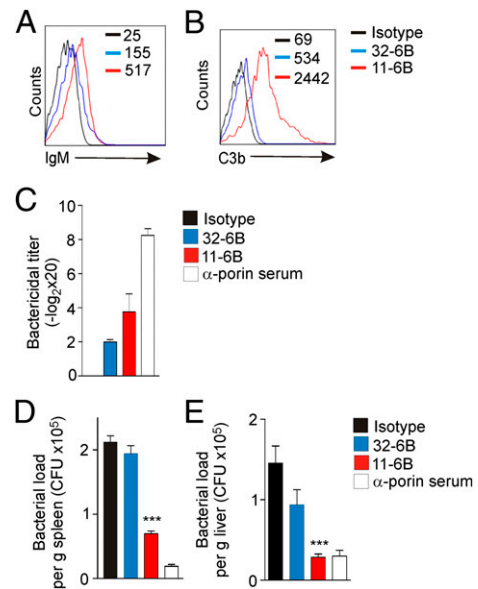 A
25
155
517
Counts
IgM
B
69
534
2442
Counts
C3b
Isotype
32-6B
11-6B
C
10
8
6
4
2
0
Bactericidal titer
(-log₂x20)
Isotype
32-6B
11-6B
α-porin serum
D
2
1
0
Bacterial load
per g spleen (CFU x10⁵)
***
E
2
1
0
Bacterial load
per g liver (CFU x10⁵)
***
Isotype
32-6B
11-6B
α-porin serum